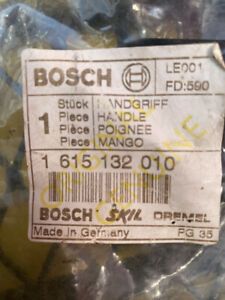 BOSCH
LE001
FD:590
Stück HANDGRIFF
1
Piece HANDLE
Pièce POIGNEE
Pieza MANGO
1 615 132 010
BOSCH SKIL DREMEL
Made in Germany
PG 35